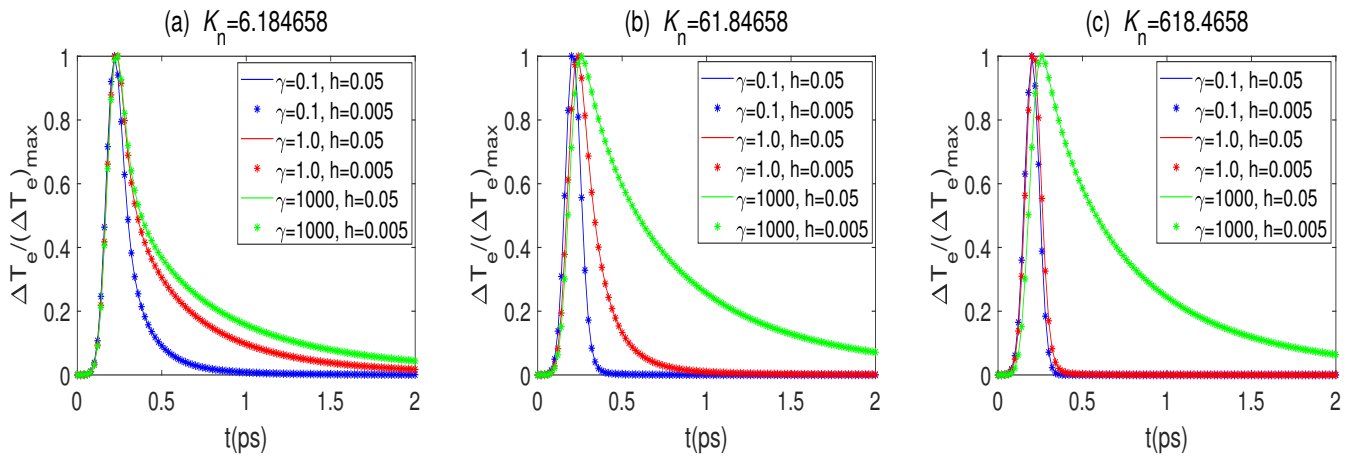 (a) K_n=6.184658
ΔT_e/(ΔT_e)_max
1
0.8
0.6
0.4
0.2
0
γ=0.1, h=0.05
γ=0.1, h=0.005
γ=1.0, h=0.05
γ=1.0, h=0.005
γ=1000, h=0.05
γ=1000, h=0.005
0 0.5 1 1.5 2
t(ps)
(b) K_n=61.84658
ΔT_e/(ΔT_e)_max
1
0.8
0.6
0.4
0.2
0
γ=0.1, h=0.05
γ=0.1, h=0.005
γ=1.0, h=0.05
γ=1.0, h=0.005
γ=1000, h=0.05
γ=1000, h=0.005
0 0.5 1 1.5 2
t(ps)
(c) K_n=618.4658
ΔT_e/(ΔT_e)_max
1
0.8
0.6
0.4
0.2
0
γ=0.1, h=0.05
γ=0.1, h=0.005
γ=1.0, h=0.05
γ=1.0, h=0.005
γ=1000, h=0.05
γ=1000, h=0.005
0 0.5 1 1.5 2
t(ps)